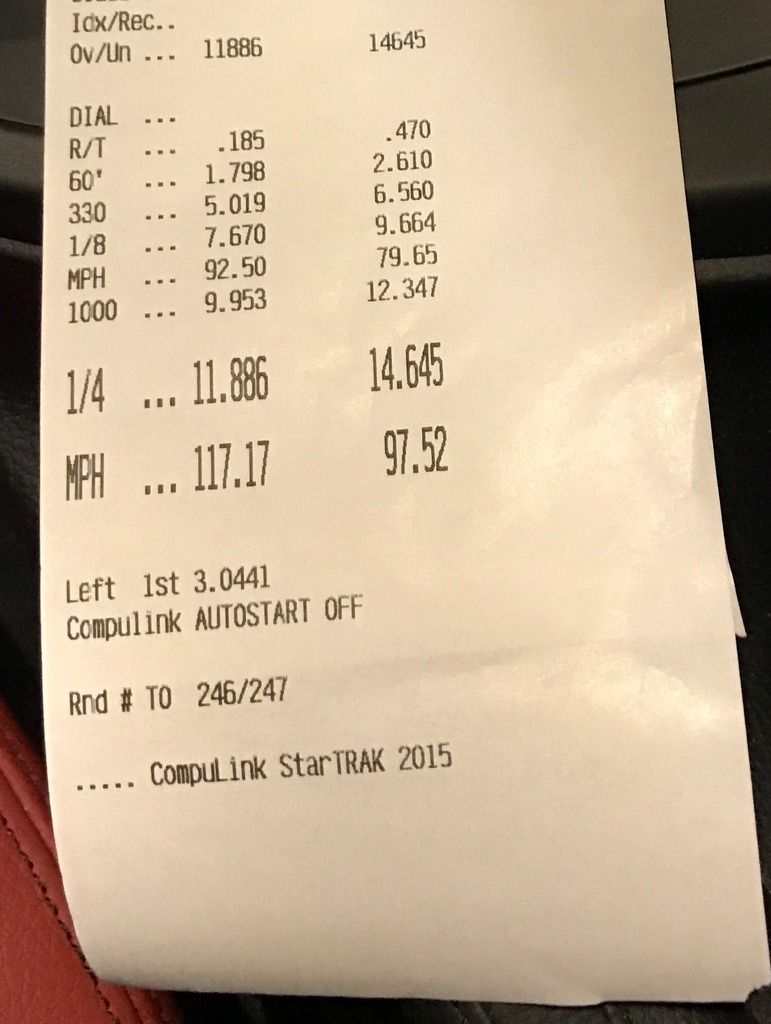 Idx/Rec..
Ov/Un ... 11886 14645
DIAL ...
R/T ... .185 .470
60' ... 1.798 2.610
330 ... 5.019 6.560
1/8 ... 7.670 9.664
MPH ... 92.50 79.65
1000 ... 9.953 12.347
1/4 ... 11.886 14.645
MPH ... 117.17 97.52
Left 1st 3.0441
Compulink AUTOSTART OFF
Rnd # TO 246/247
..... CompuLink StarTRAK 2015